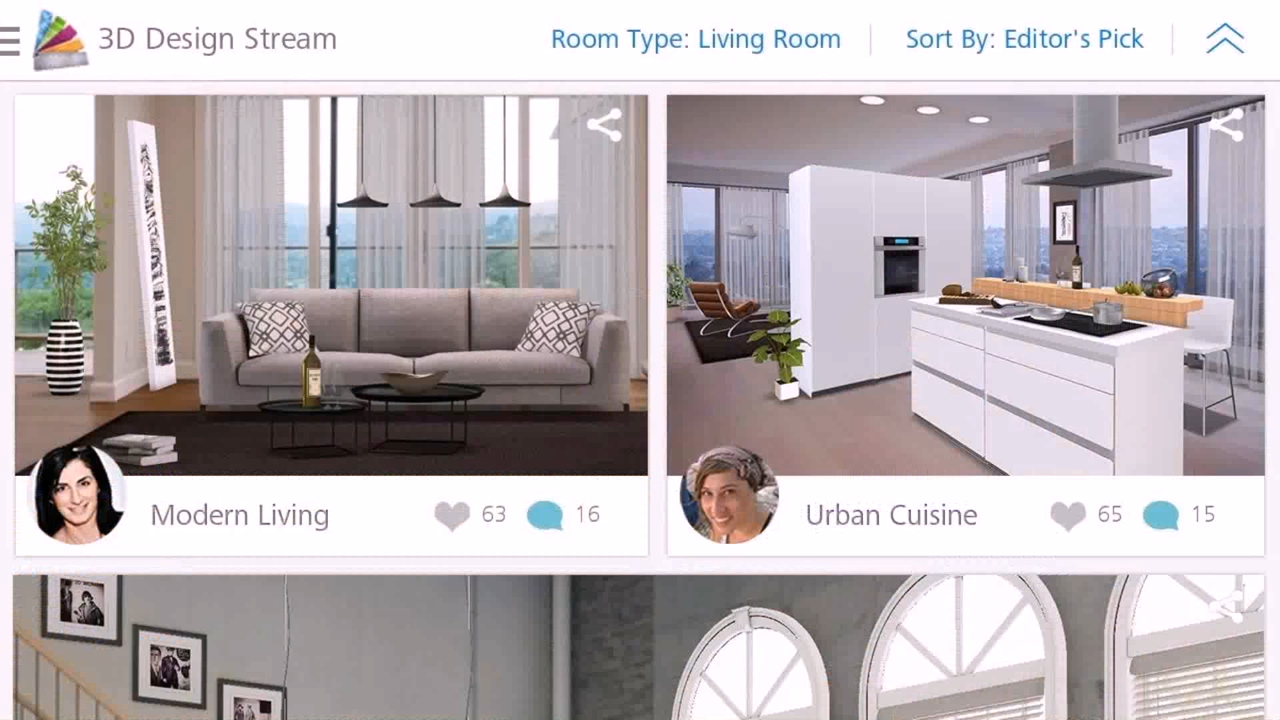 3D Design Stream
Room Type: Living Room
Sort By: Editor's Pick
Modern Living
63
16
Urban Cuisine
65
15